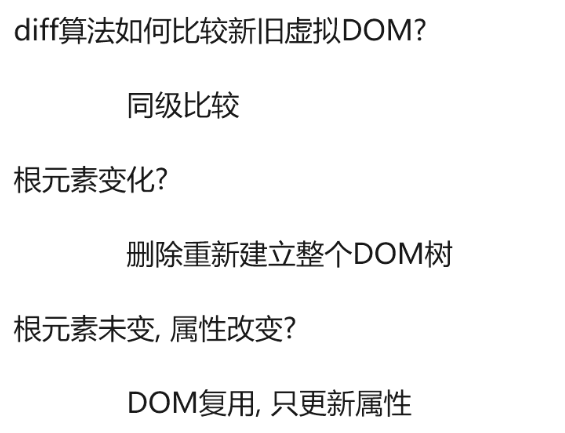 diff算法如何比较新旧虚拟DOM?
同级比较
根元素变化?
删除重新建立整个DOM树
根元素未变, 属性改变?
DOM复用, 只更新属性